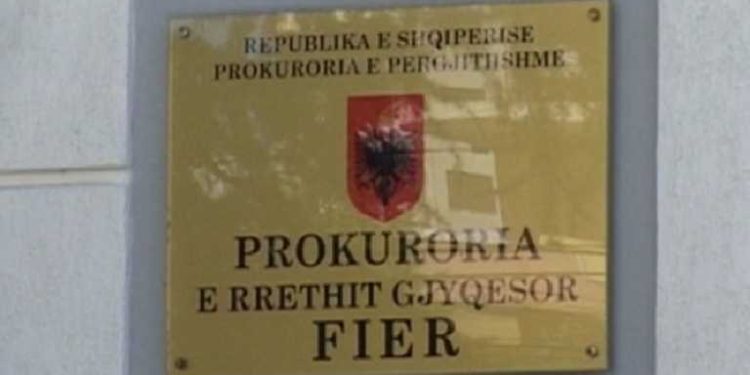 REPUBLIKA E SHQIPERISE
PROKURORIA E PERGJITHSHME
PROKURORIA
E RRETHIT GJYQESOR
FIER